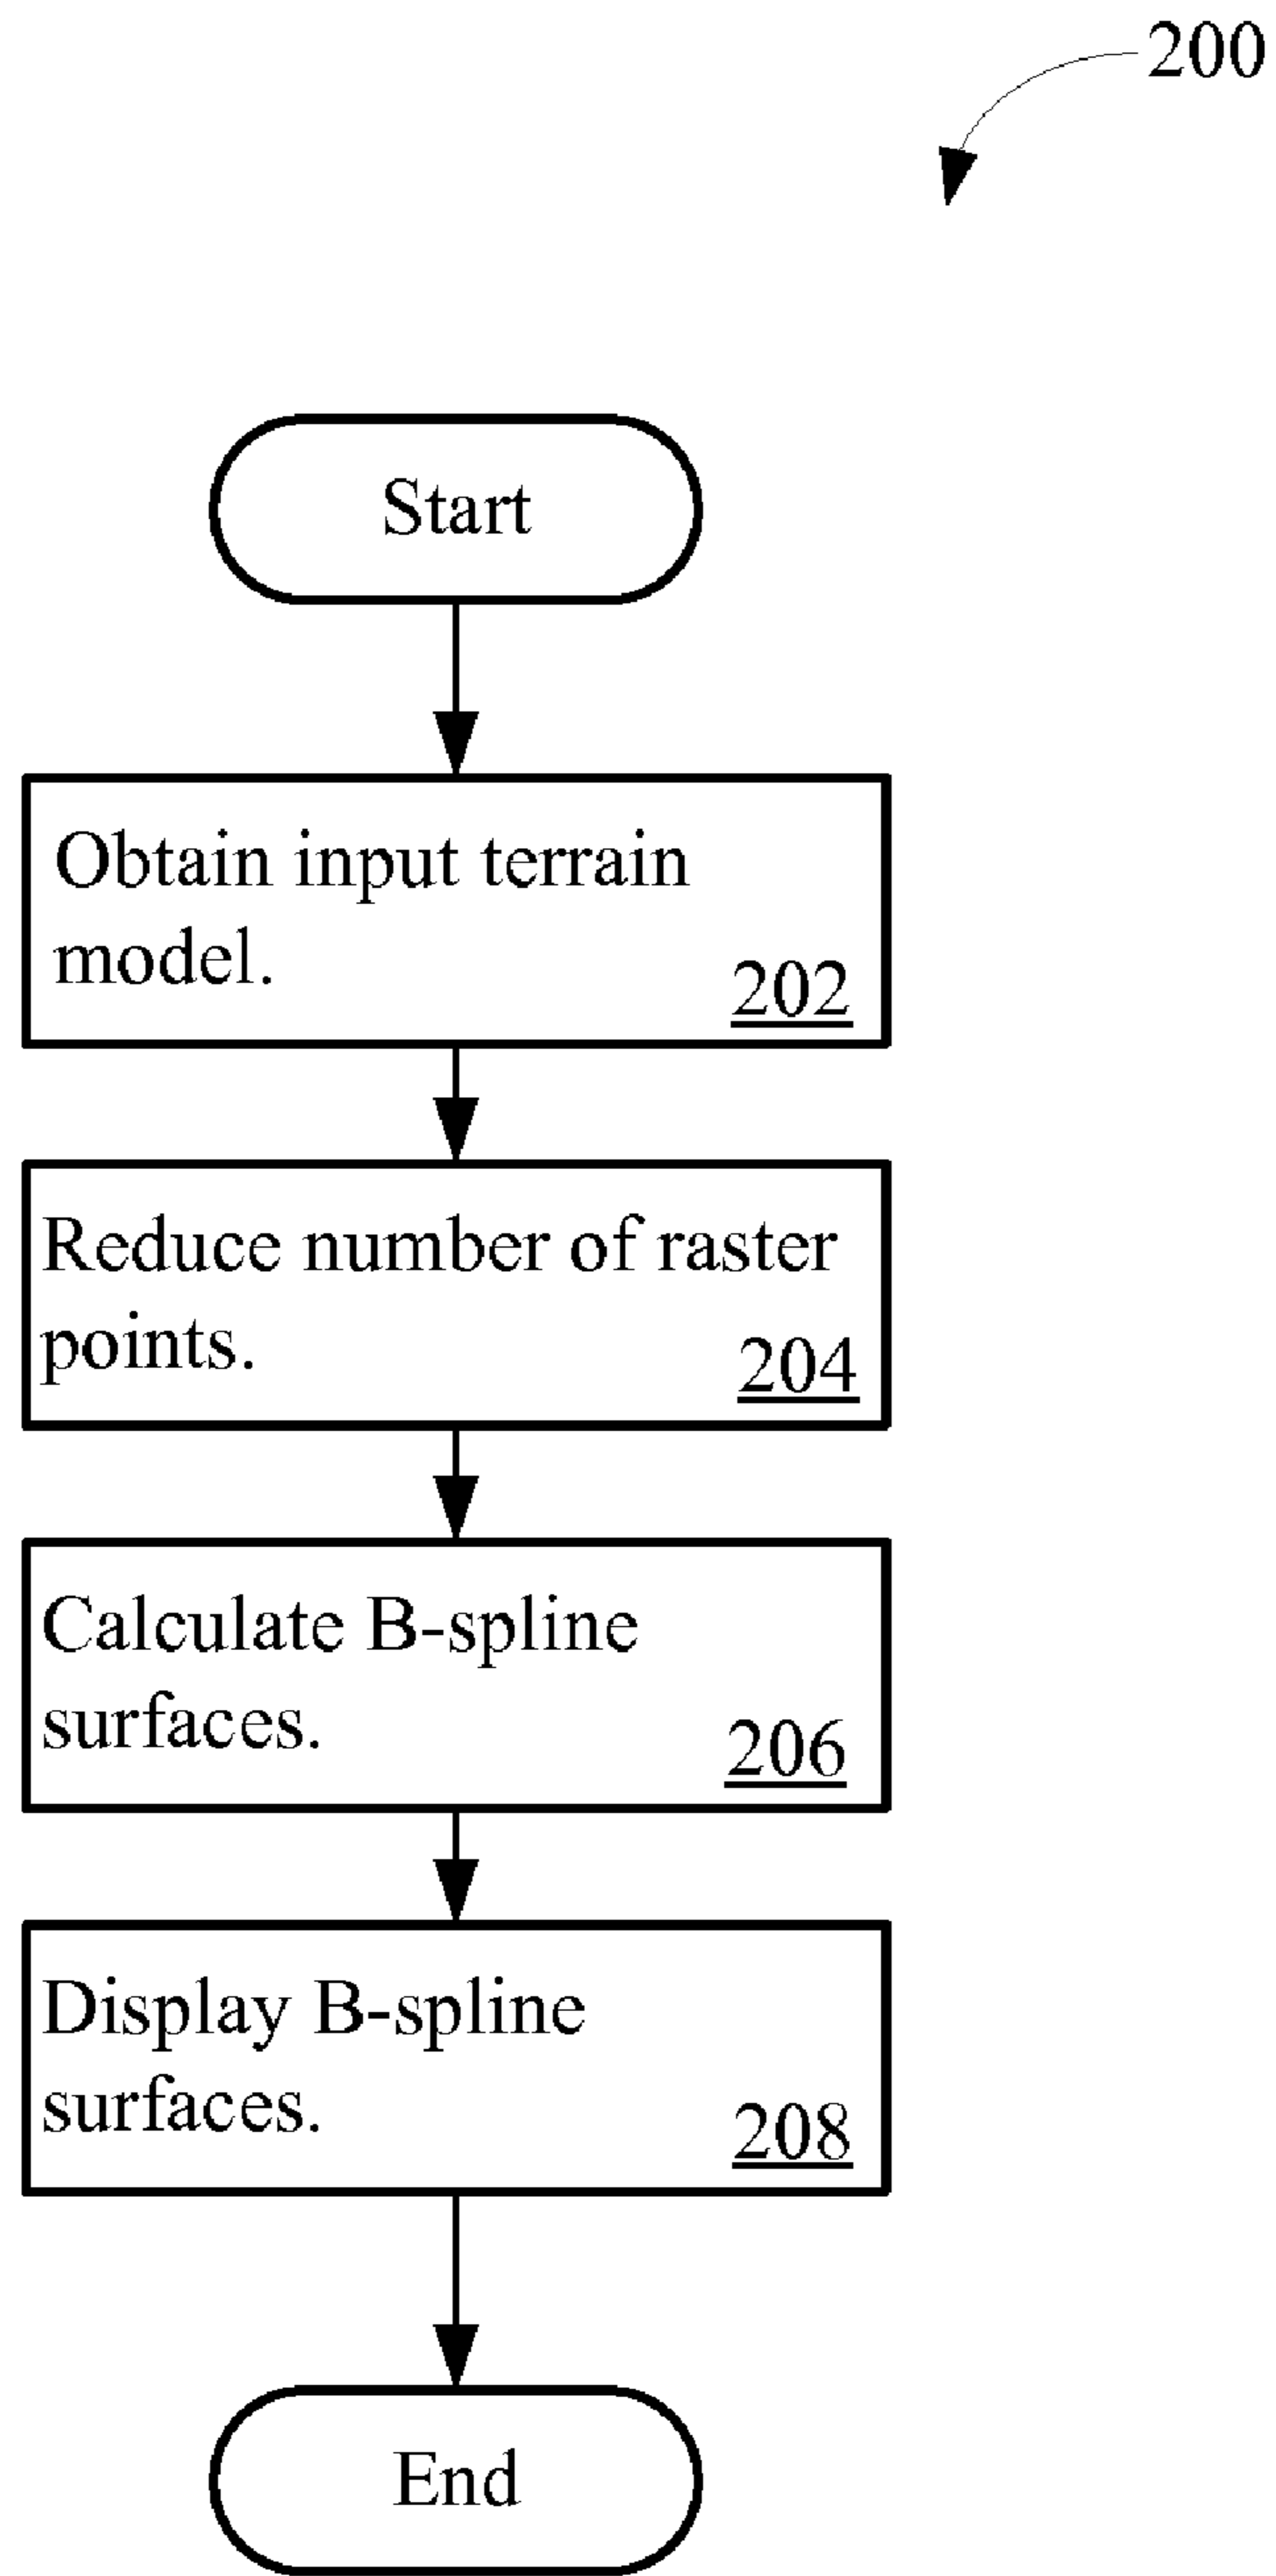 200
Start
Obtain input terrain
model.
202
Reduce number of raster
points.
204
Calculate B-spline
surfaces.
206
Display B-spline
surfaces.
208
End